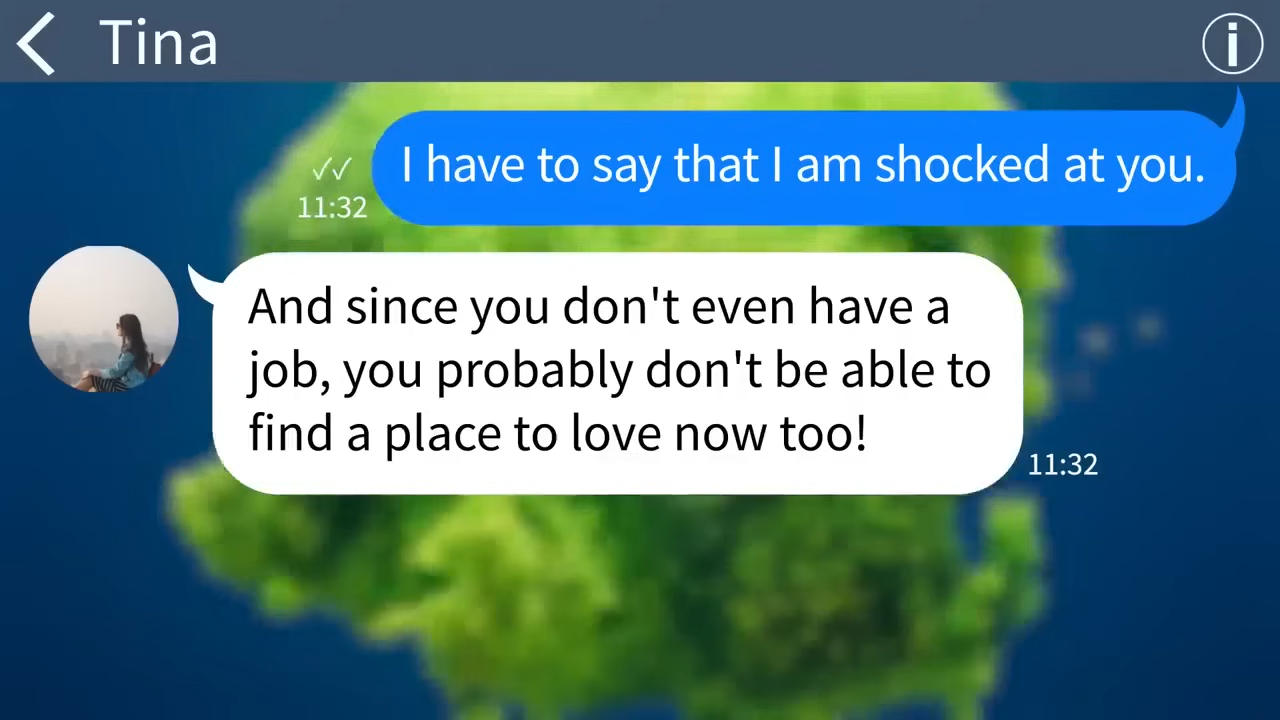 Tina
I have to say that I am shocked at you.
11:32
And since you don't even have a
job, you probably don't be able to
find a place to love now too!
11:32